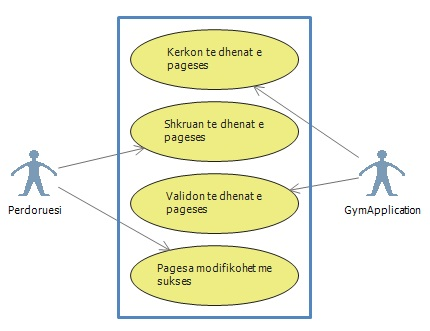 Kerkon te dhenat e
pageses
Shkruan te dhenat e
pageses
Perdoruesi
GymApplication
Validon te dhenat e
pageses
Pagesa modifikohet me
sukses